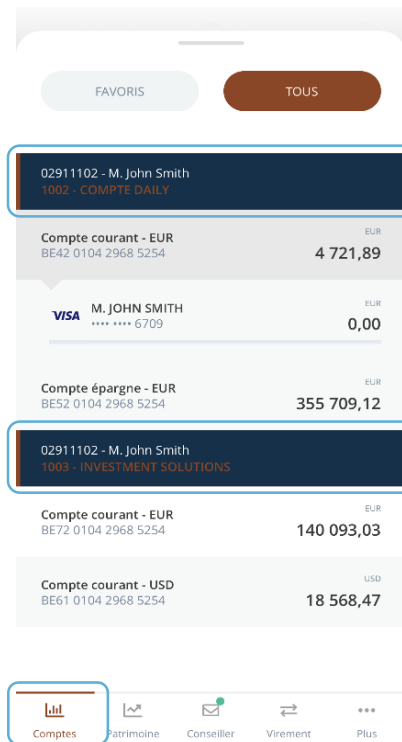 FAVORIS
TOUS
02911102 - M. John Smith
1002 - COMPTE DAILY
Compte courant - EUR
EUR
BE42 0104 2968 5254
4 721,89
VISA
M. JOHN SMITH
EUR
•••• •••• 6709
0,00
Compte épargne - EUR
EUR
BE52 0104 2968 5254
355 709,12
02911102 - M. John Smith
1003 - INVESTMENT SOLUTIONS
Compte courant - EUR
EUR
BE72 0104 2968 5254
140 093,03
Compte courant - USD
USD
BE61 0104 2968 5254
18 568,47
Comptes
Patrimoine
Conseiller
Virement
Plus